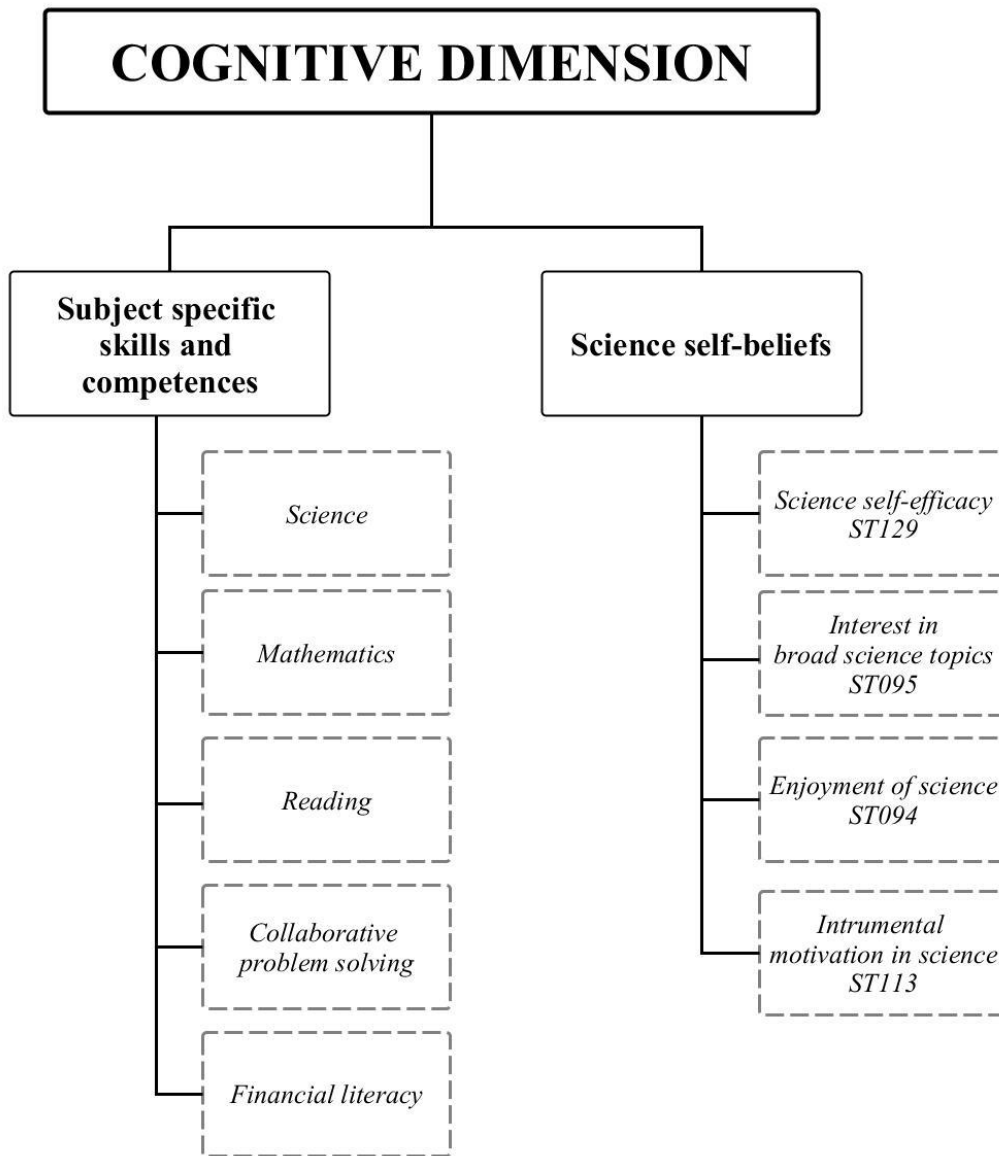 COGNITIVE DIMENSION
Subject specific
skills and
competences
Science
Mathematics
Reading
Collaborative
problem solving
Financial literacy
Science self-beliefs
Science self-efficacy
ST129
Interest in
broad science topics
ST095
Enjoyment of science
ST094
Intrumental
motivation in science
ST113